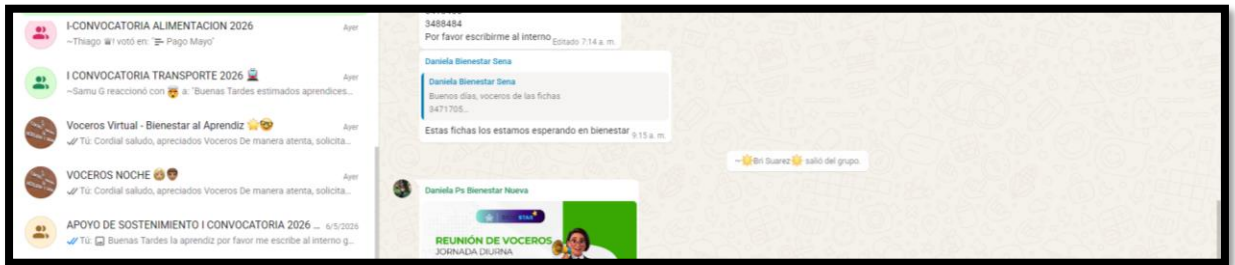 I-CONVOCATORIA ALIMENTACION 2026
Ayer
~Thiago ! votó en: " Pago Mayo"
I CONVOCATORIA TRANSPORTE 2026
Ayer
~Samu G reaccionó con a: "Buenas Tardes estimados aprendices...
Voceros Virtual - Bienestar al Aprendiz
Ayer
Tú: Cordial saludo, apreciados Voceros De manera atenta, solicita...
VOCEROS NOCHE
Ayer
Tú: Cordial saludo, apreciados Voceros De manera atenta, solicita...
APOYO DE SOSTENIMIENTO I CONVOCATORIA 2026 ...
6/5/2026
Tú: Buenas Tardes la aprendiz por favor me escribe al interno g...
3488484
Por favor escribirme al interno
Editado 7:14 a. m.
Daniela Bienestar Sena
Daniela Bienestar Sena
Buenos días, voceros de las fichas
3471705...
Estas fichas los estamos esperando en bienestar
9:15 a. m.
~Bri Suarez salió del grupo.
Daniela Ps Bienestar Nueva
STAR
REUNIÓN DE VOCEROS
JORNADA DIURNA